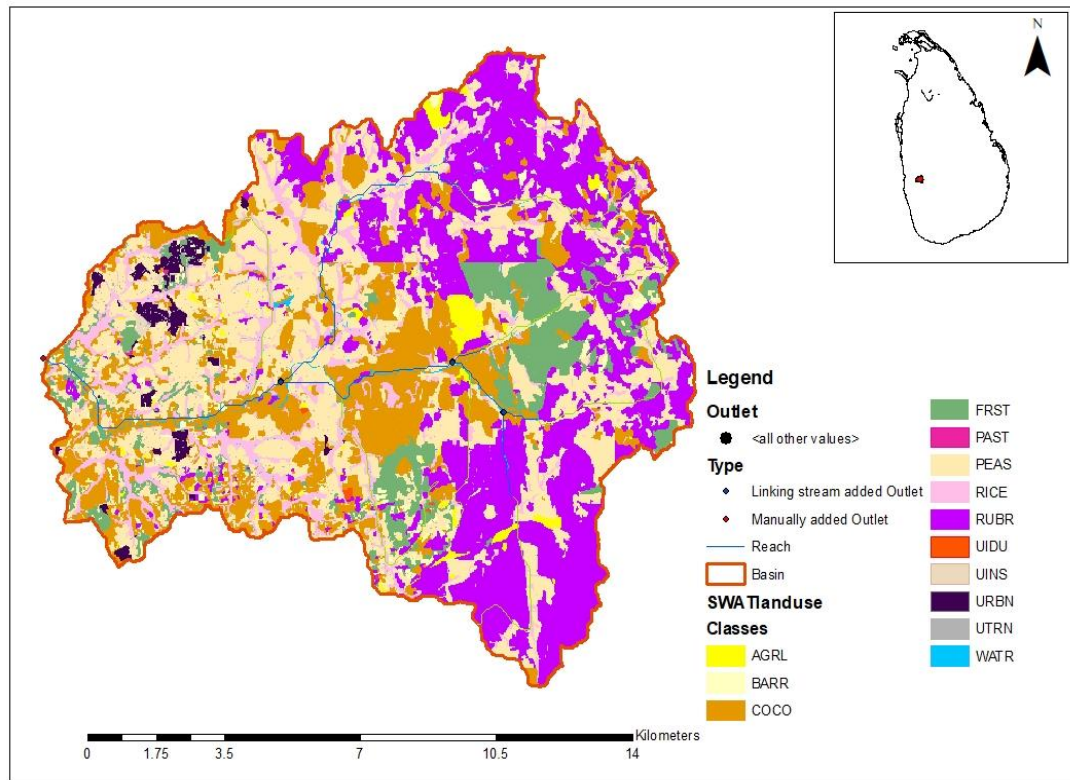 N
Legend
Outlet
<all other values>
Type
Linking stream added Outlet
Manually added Outlet
Reach
Basin
SWATlanduse
Classes
AGRL
BARR
COCO
FRST
PAST
PEAS
RICE
RUBR
UIDU
UINS
URBN
UTRN
WATR
Kilometers
0 1.75 3.5 7 10.5 14